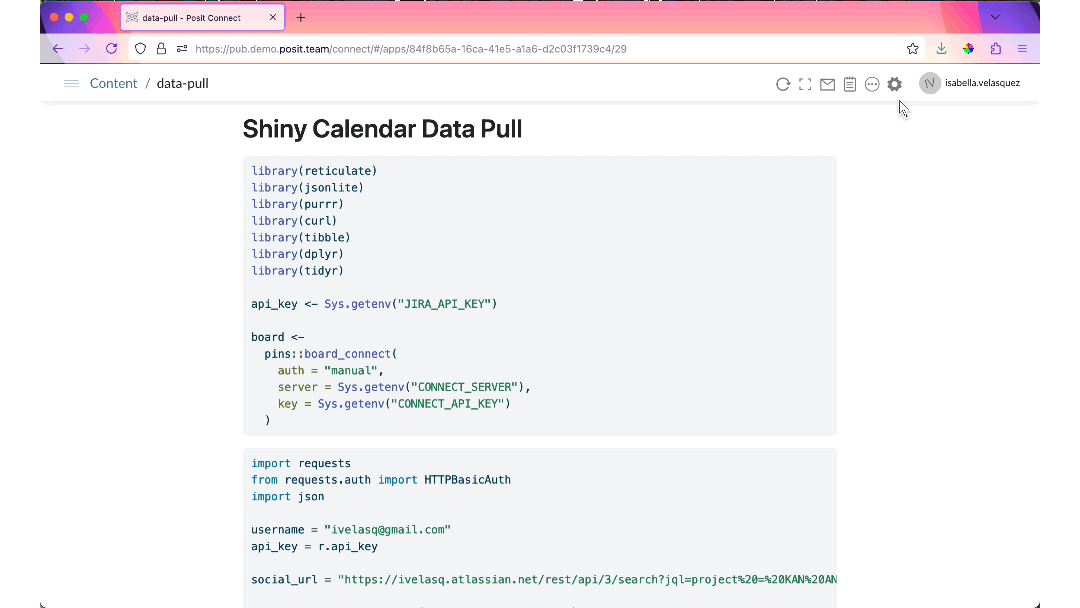 data-pull - Posit Connect
https://pub.demo.posit.team/connect/#/apps/84f8b65a-16ca-41e5-a1a6-d2c03f1739c4/29
Content / data-pull
isabella.velasquez
Shiny Calendar Data Pull
library(reticulate)
library(jsonlite)
library(purrr)
library(curl)
library(tibble)
library(dplyr)
library(tidyr)
api_key <- Sys.getenv("JIRA_API_KEY")
board <-
pins::board_connect(
auth = "manual",
server = Sys.getenv("CONNECT_SERVER"),
key = Sys.getenv("CONNECT_API_KEY")
)
import requests
from requests.auth import HTTPBasicAuth
import json
username = "ivelasq@gmail.com"
api_key = r.api_key
social_url = "https://ivelasq.atlassian.net/rest/api/3/search?jql=project%20=%20KAN%20AN